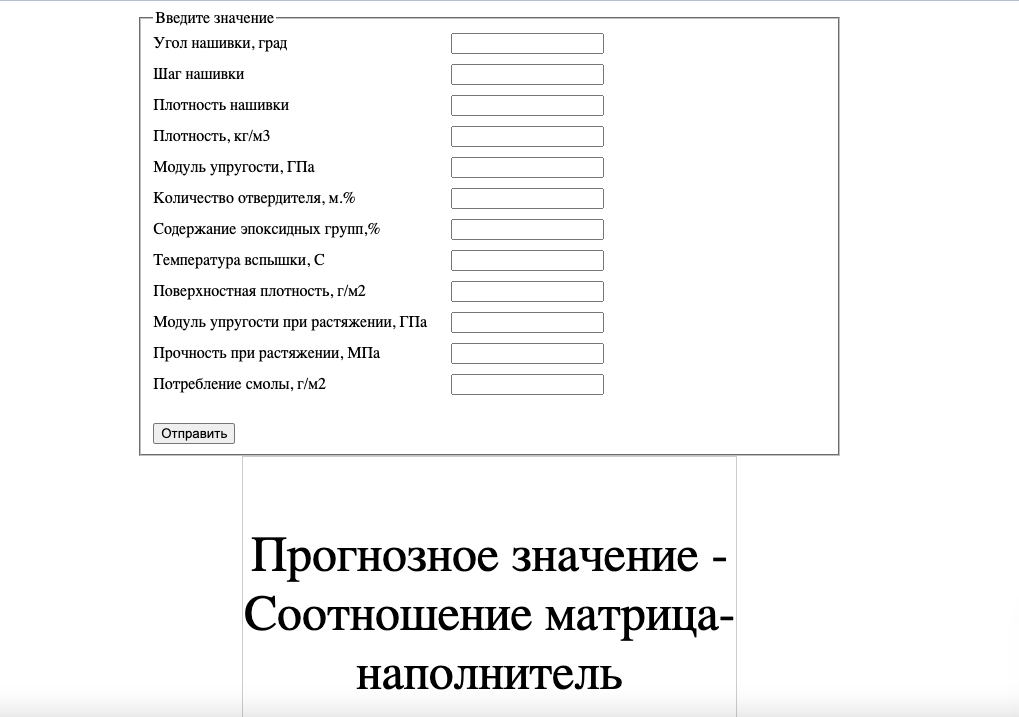 Введите значение
Угол нашивки, град
Шаг нашивки
Плотность нашивки
Плотность, кг/м3
Модуль упругости, ГПа
Количество отвердителя, м.%
Содержание эпоксидных групп,%
Температура вспышки, С
Поверхностная плотность, г/м2
Модуль упругости при растяжении, ГПа
Прочность при растяжении, МПа
Потребление смолы, г/м2
Отправить
Прогнозное значение -
Соотношение матрица-
наполнитель